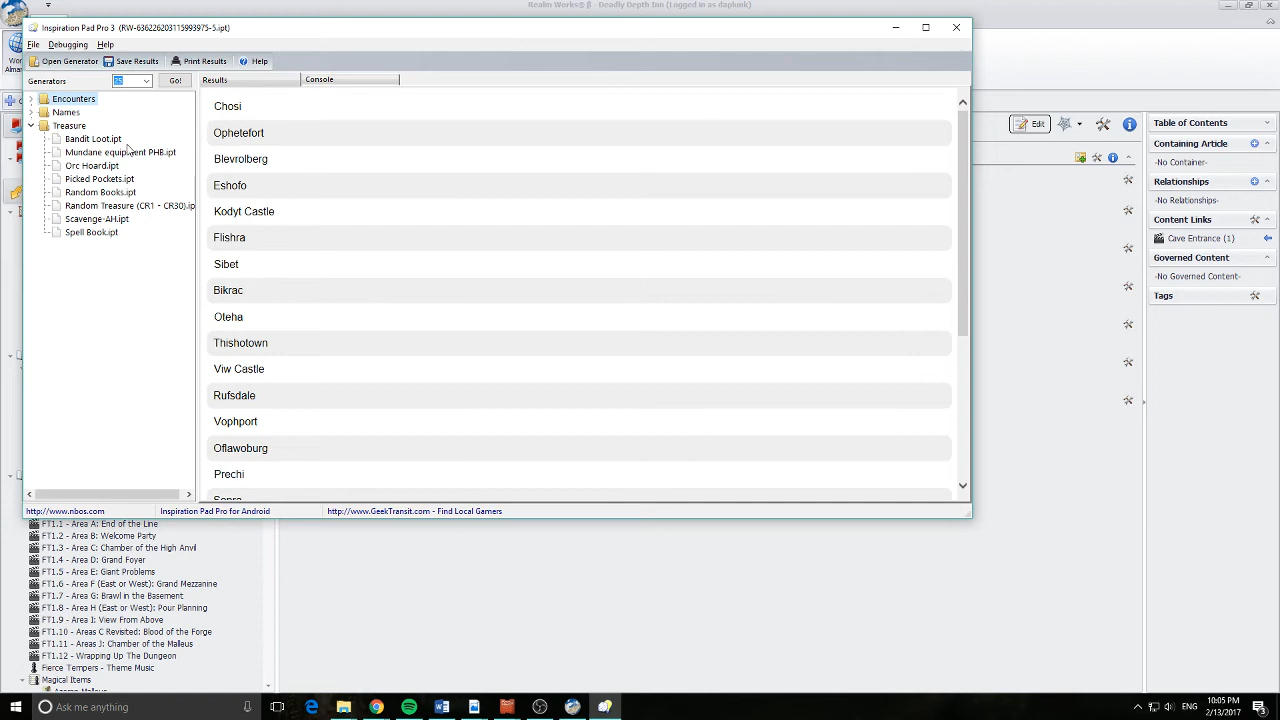 Realm Works® - Deadly Depth Inn (Logged in as daplunk)
Inspiration Pad Pro 3 (RW-636226203115993975-5.ipt)
File Debugging Help
Open Generator Save Results Print Results Help
Generators 25 Go! Results Console
Encounters
Names
Treasure
Bandit Loot.ipt
Mundane equipment PHB.ipt
Orc Hoard.ipt
Picked Pockets.ipt
Random Books.ipt
Random Treasure (CR1 - CR30).ip
Scavenge-AH.ipt
Spell Book.ipt
Chosi
Ophetefort
Blevrolberg
Eshofo
Kodyt Castle
Flishra
Sibet
Bikrac
Oteha
Thishotown
Viw Castle
Rufsdale
Vophport
Oflawoburg
Prechi
http://www.nbos.com Inspiration Pad Pro for Android http://www.GeekTransit.com - Find Local Gamers
Edit
Table of Contents
Containing Article
-No Container-
Relationships
-No Relationships-
Content Links
Cave Entrance (1)
Governed Content
-No Governed Content-
Tags
FT1.1 - Area A: End of the Line
FT1.2 - Area B: Welcome Party
FT1.3 - Area C: Chamber of the High Anvil
FT1.4 - Area D: Grand Foyer
FT1.5 - Area E: Giant Problems
FT1.6 - Area F (East or West): Grand Mezzanine
FT1.7 - Area G: Brawl in the Basement
FT1.8 - Area H (East or West): Pour Planning
FT1.9 - Area I: View From Above
FT1.10 - Areas C Revisited: Blood of the Forge
FT1.11 - Areas J: Chamber of the Malleus
FT1.12 - Wrapping Up The Dungeon
Fierce Tempers - Theme Music
Magical Items
Ask me anything
ENG
10:05 PM
2/13/2017